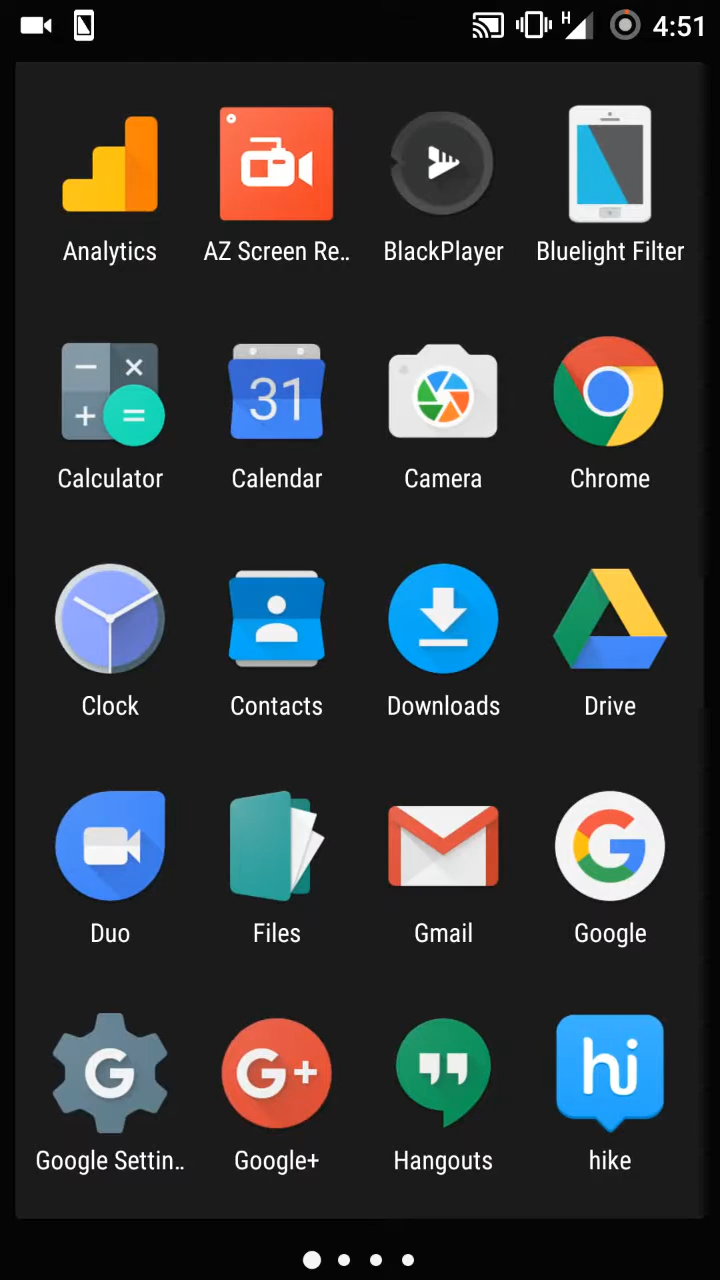 H 4:51
Analytics AZ Screen Re.. BlackPlayer Bluelight Filter
31
Calculator Calendar Camera Chrome
Clock Contacts Downloads Drive
G
Duo Files Gmail Google
G G+ hi
Google Settin.. Google+ Hangouts hike